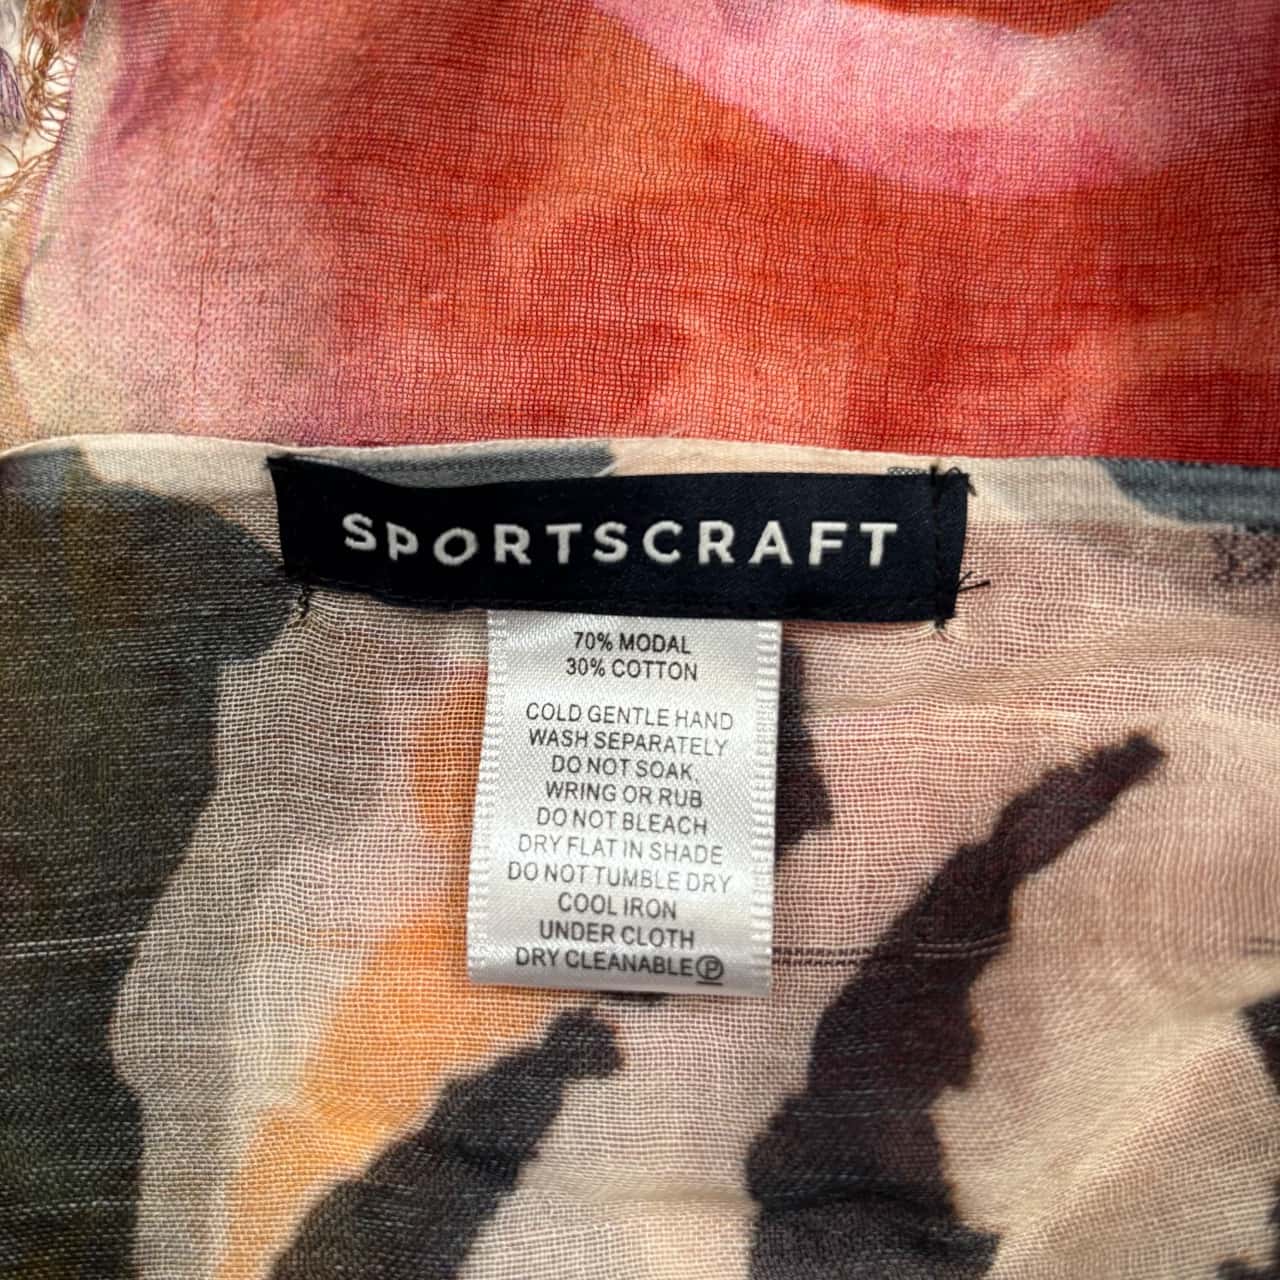 SPORTSCRAFT
70% MODAL
30% COTTON
COLD GENTLE HAND
WASH SEPARATELY
DO NOT SOAK,
WRING OR RUB
DO NOT BLEACH
DRY FLAT IN SHADE
DO NOT TUMBLE DRY
COOL IRON
UNDER CLOTH
DRY CLEANABLE Ⓟ